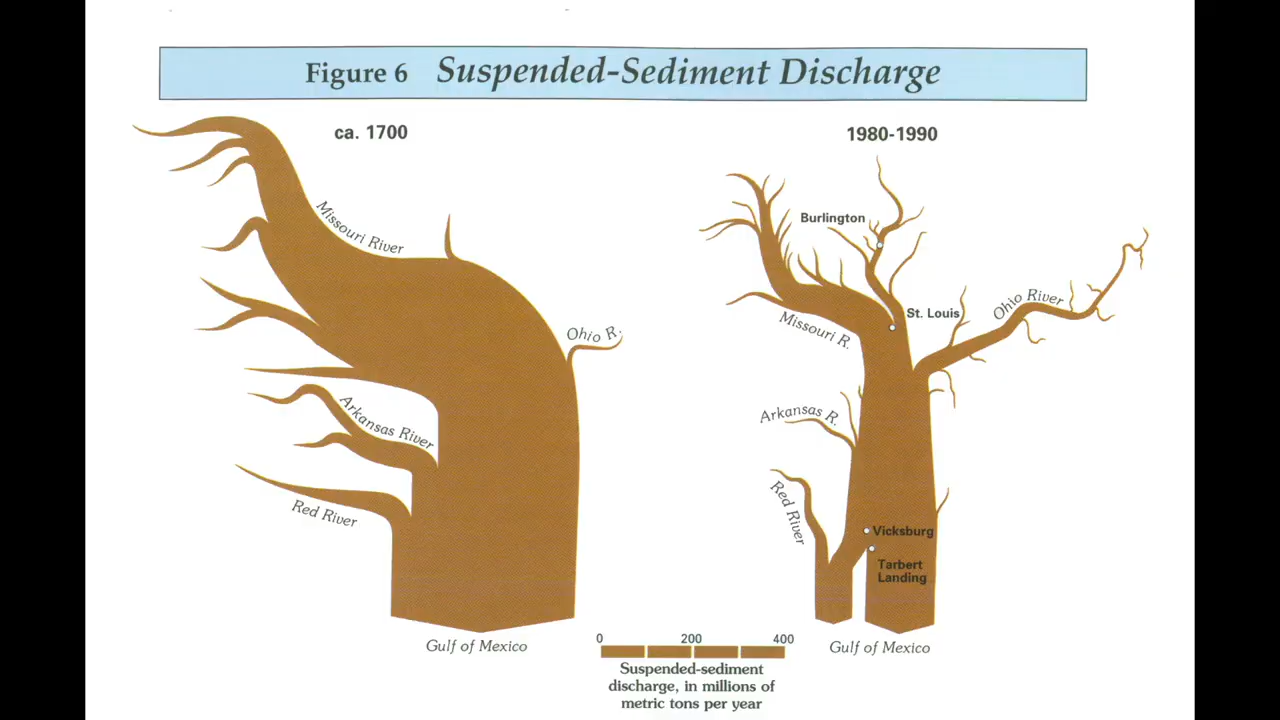 Figure 6 Suspended-Sediment Discharge
ca. 1700
1980-1990
Missouri River
Ohio R.
Arkansas River
Red River
Gulf of Mexico
Burlington
St. Louis
Ohio River
Missouri R.
Arkansas R.
Red River
Vicksburg
Tarbert
Landing
Gulf of Mexico
0 200 400
Suspended-sediment
discharge, in millions of
metric tons per year